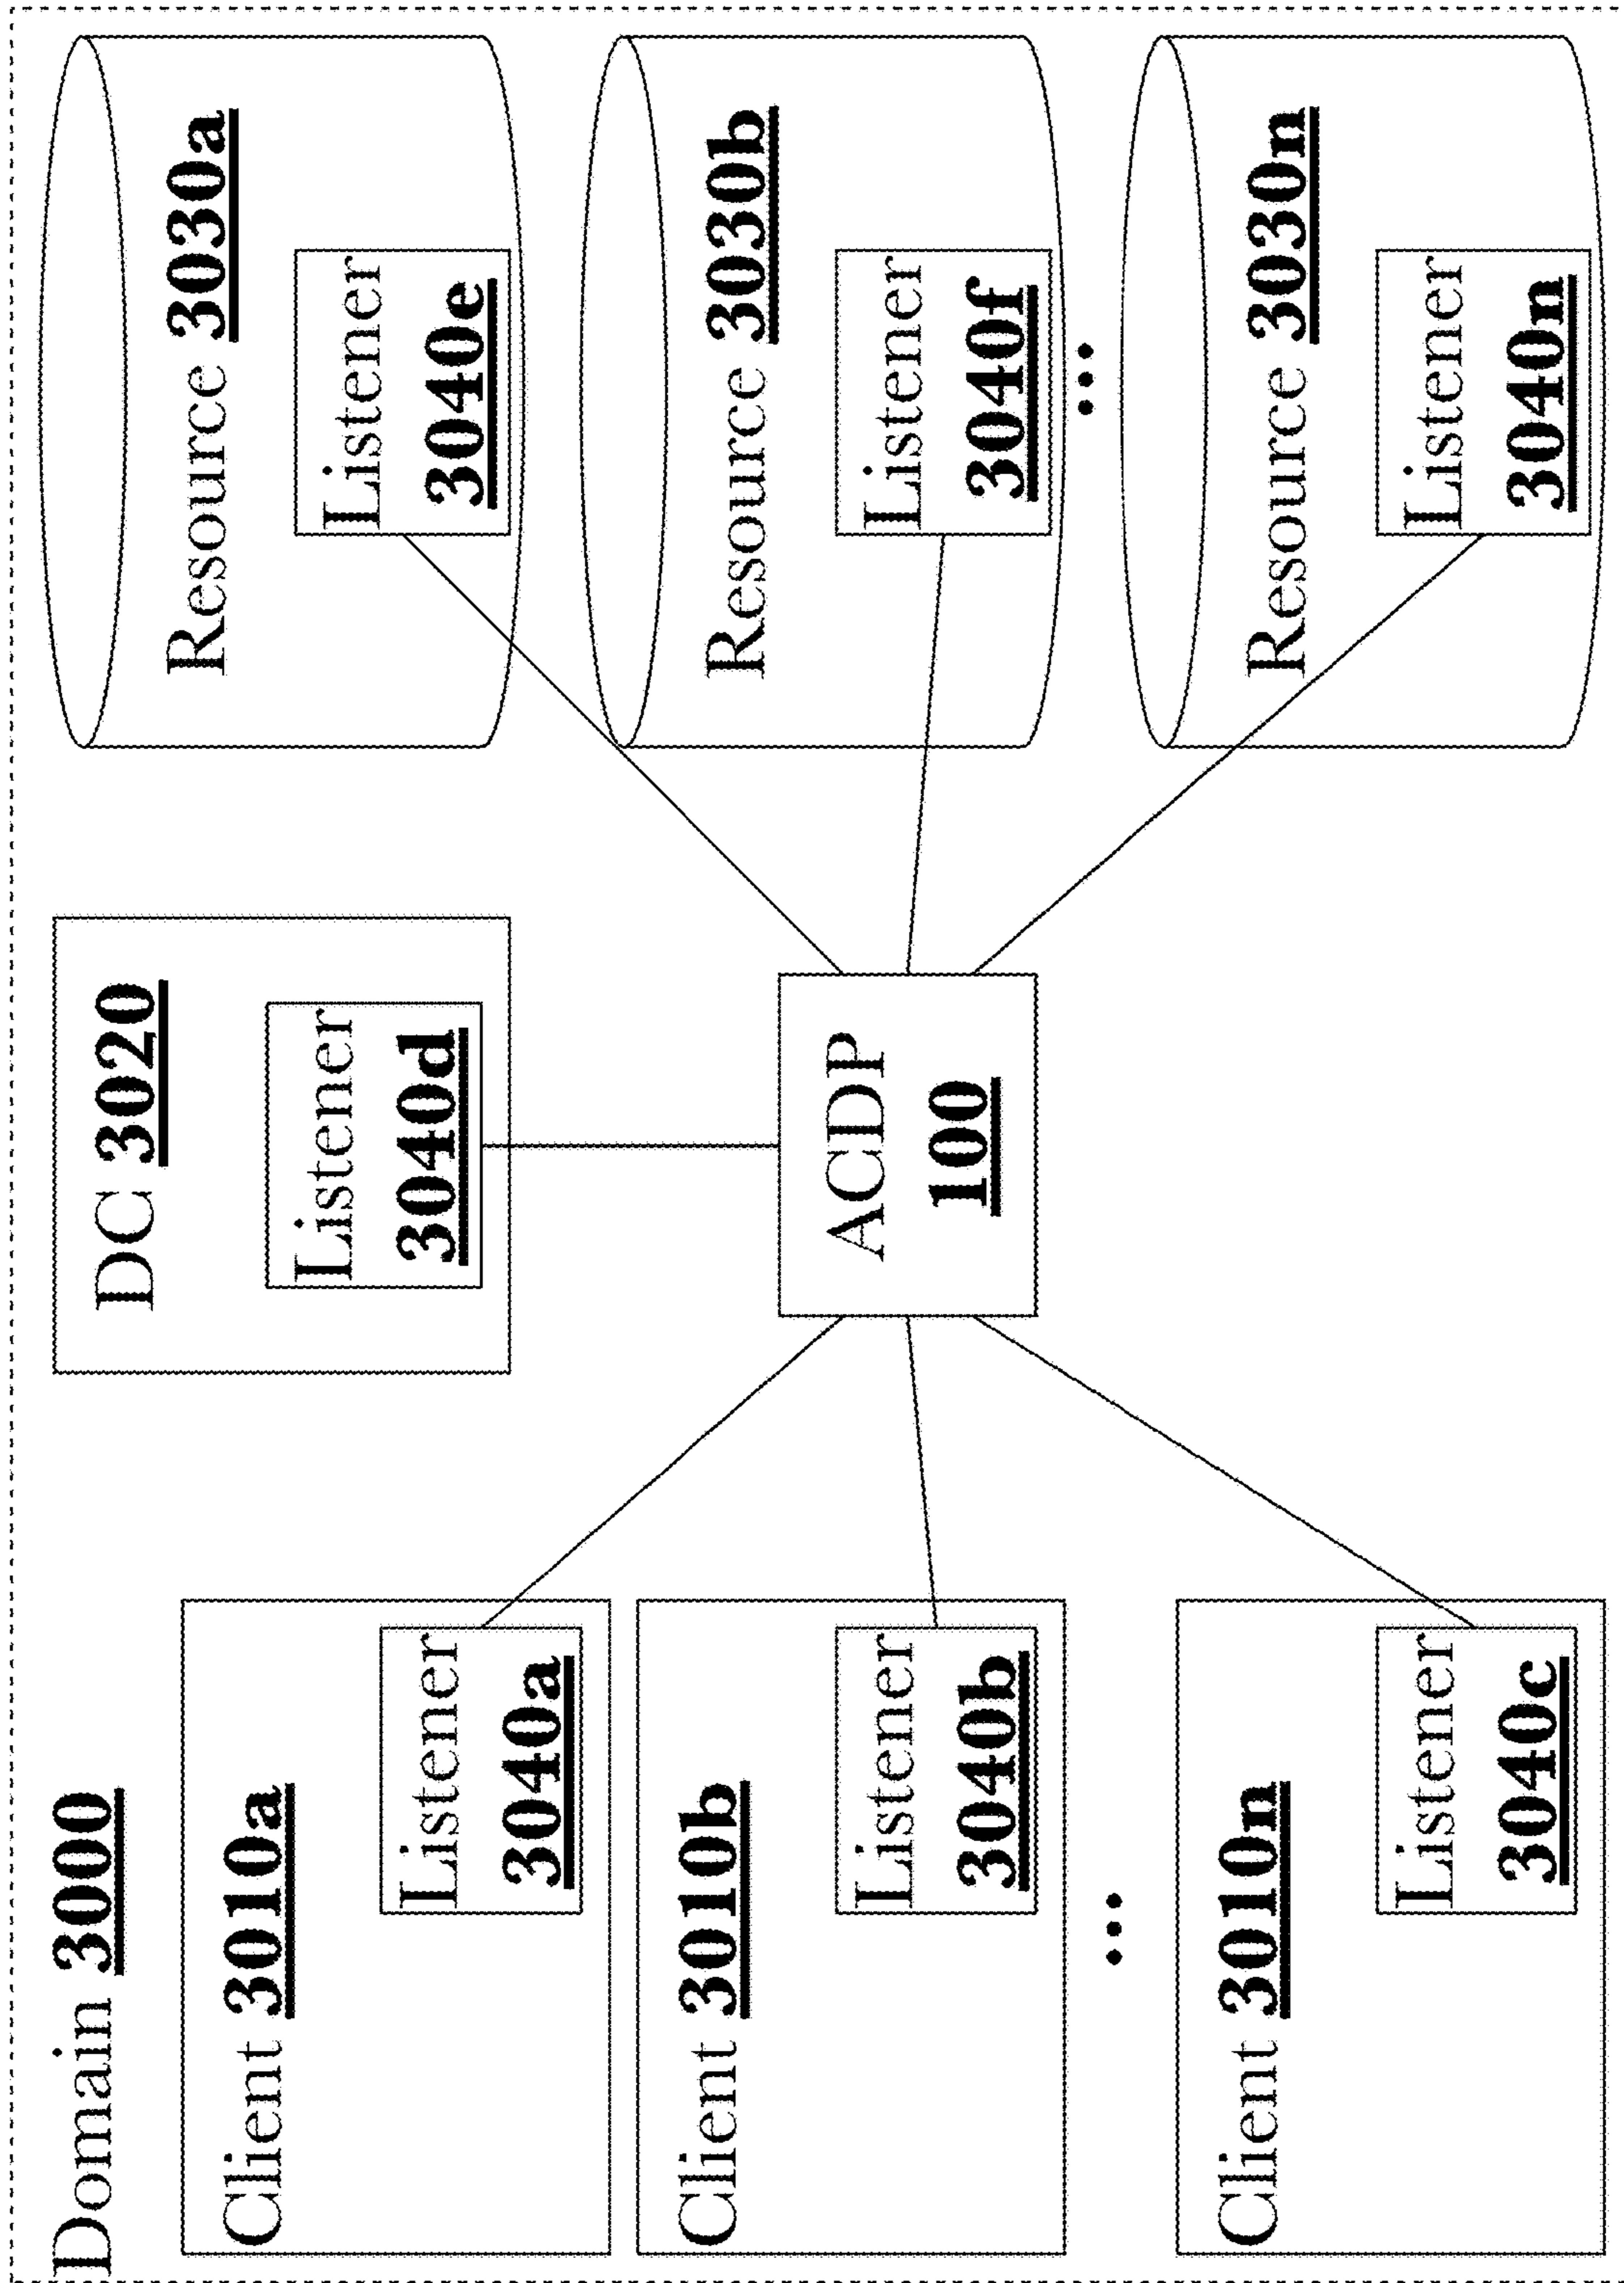 Domain 3000
Client 3010a
Listener
3040a
Client 3010b
Listener
3040b
...
Client 3010n
Listener
3040c
DC 3020
Listener
3040d
ACDP
100
Resource 3030a
Listener
3040e
Resource 3030b
Listener
3040f
...
Resource 3030n
Listener
3040n